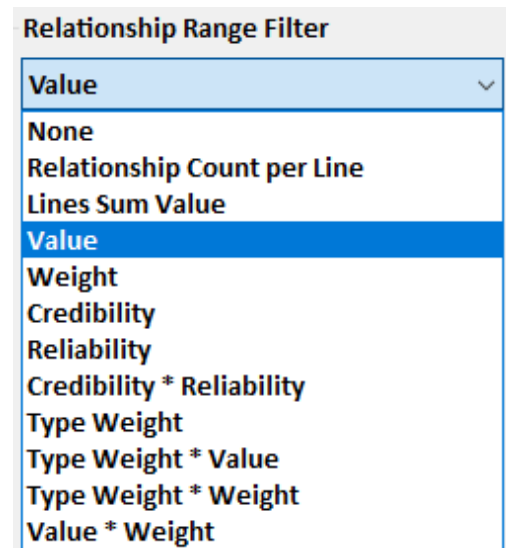 Relationship Range Filter
Value
None
Relationship Count per Line
Lines Sum Value
Value
Weight
Credibility
Reliability
Credibility * Reliability
Type Weight
Type Weight * Value
Type Weight * Weight
Value * Weight